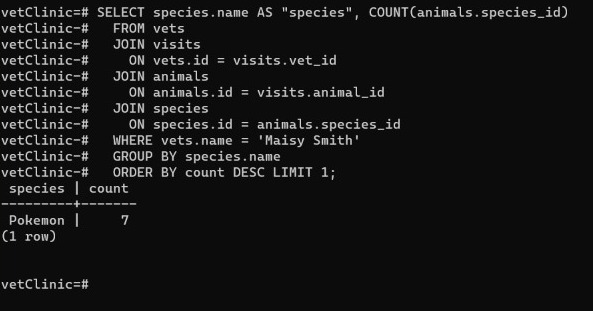 vetClinic=# SELECT species.name AS "species", COUNT(animals.species_id)
vetClinic-#   FROM vets
vetClinic-#   JOIN visits
vetClinic-#     ON vets.id = visits.vet_id
vetClinic-#   JOIN animals
vetClinic-#     ON animals.id = visits.animal_id
vetClinic-#   JOIN species
vetClinic-#     ON species.id = animals.species_id
vetClinic-#   WHERE vets.name = 'Maisy Smith'
vetClinic-#   GROUP BY species.name
vetClinic-#   ORDER BY count DESC LIMIT 1;
 species | count
---------+-------
 Pokemon |     7
(1 row)
vetClinic=#